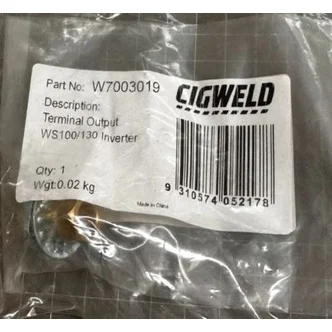 Part No: W7003019
CIGWELD
Description:
Terminal Output
WS100/130 Inverter
Qty: 1
Wgt:0.02 kg
Made in China
9 310574 052178